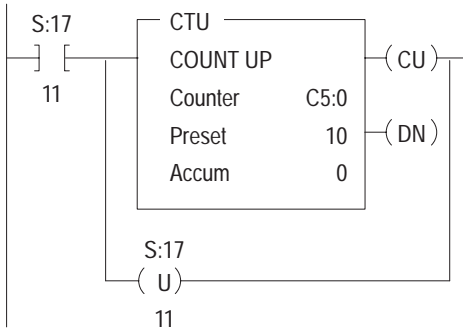 S:17
11
CTU
COUNT UP
Counter C5:0
Preset 10
Accum 0
CU
DN
S:17
U
11